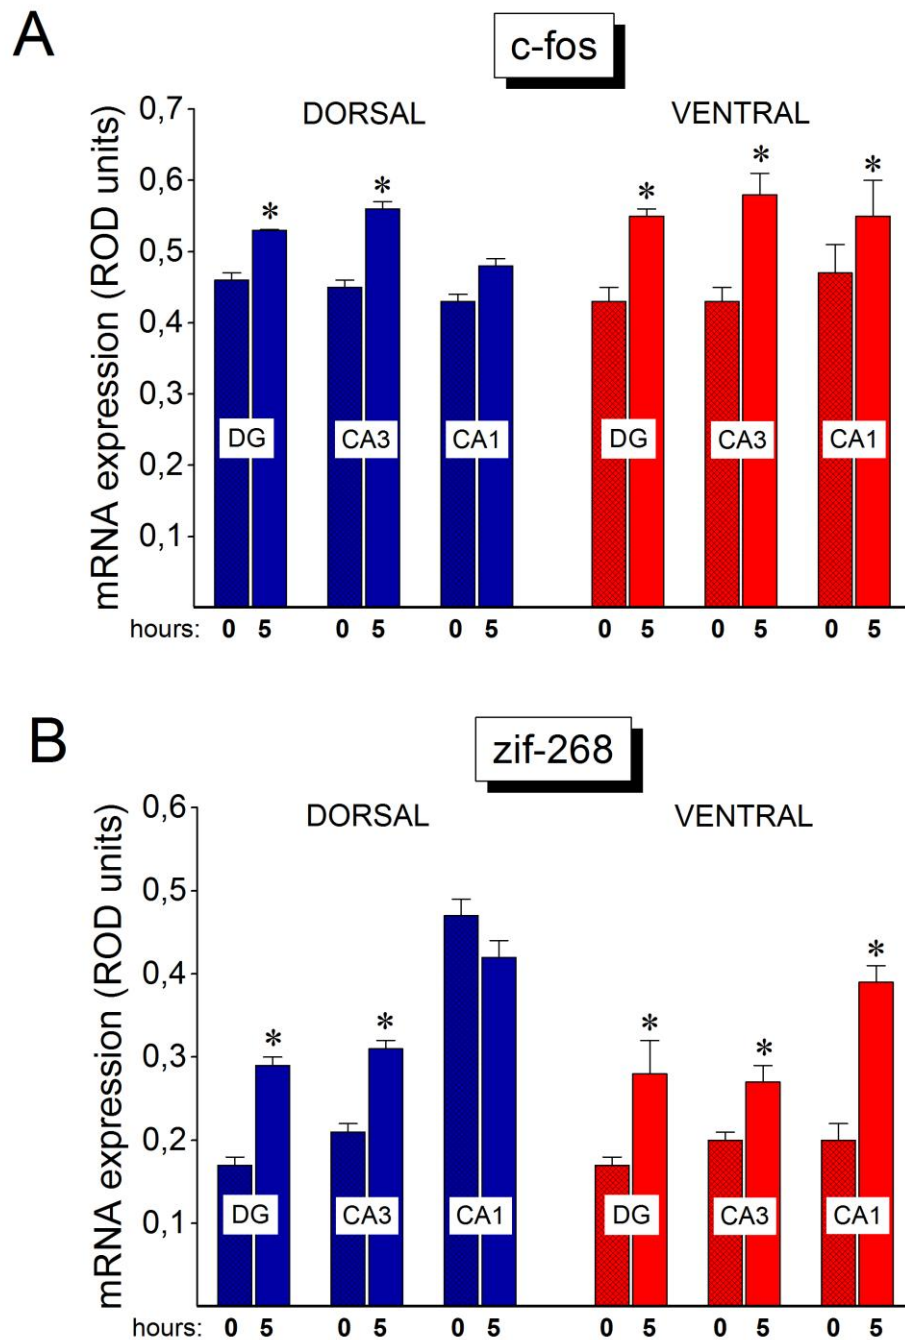 A
c-fos
mRNA expression (ROD units)
DORSAL
VENTRAL
0,7
0,6
0,5
0,4
0,3
0,2
0,1
* * * * *
DG CA3 CA1 DG CA3 CA1
hours: 0 5 0 5 0 5 0 5 0 5 0 5
B
zif-268
mRNA expression (ROD units)
DORSAL
VENTRAL
0,6
0,5
0,4
0,3
0,2
0,1
* * * * *
DG CA3 CA1 DG CA3 CA1
hours: 0 5 0 5 0 5 0 5 0 5 0 5